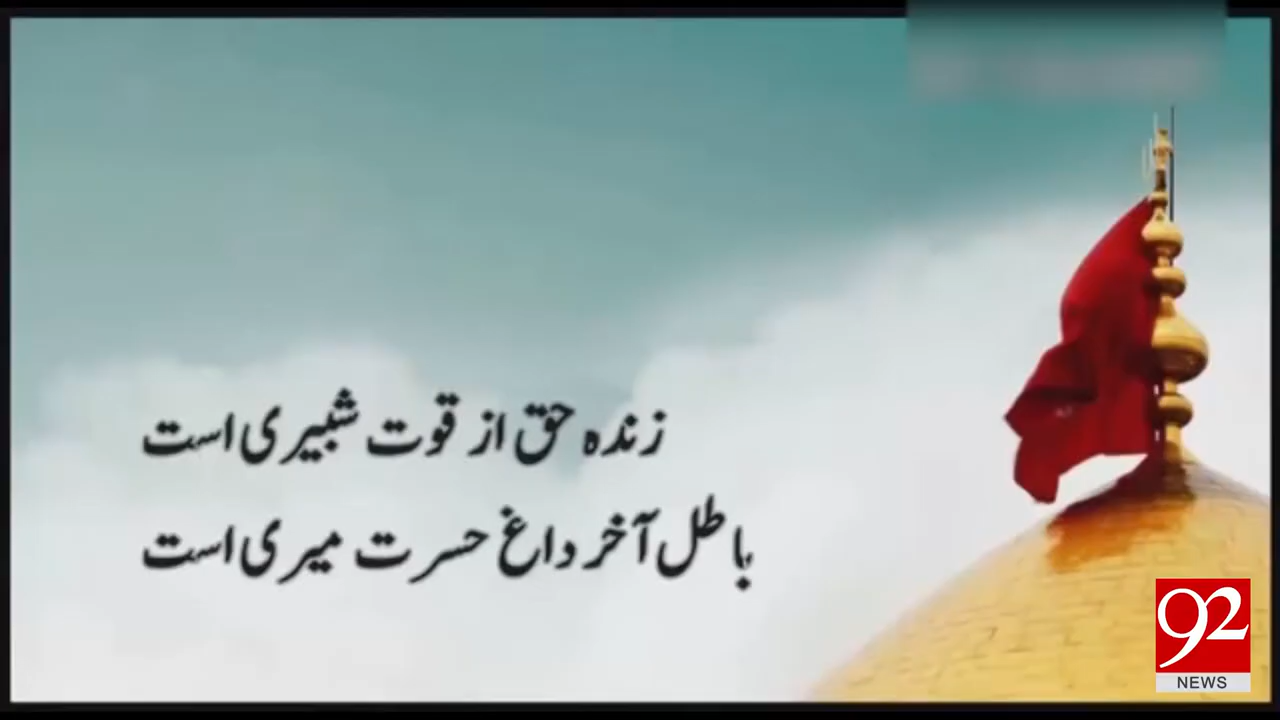 زندہ حق از قوت شبیری است
باطل آخر داغ حسرت میری است
92
NEWS